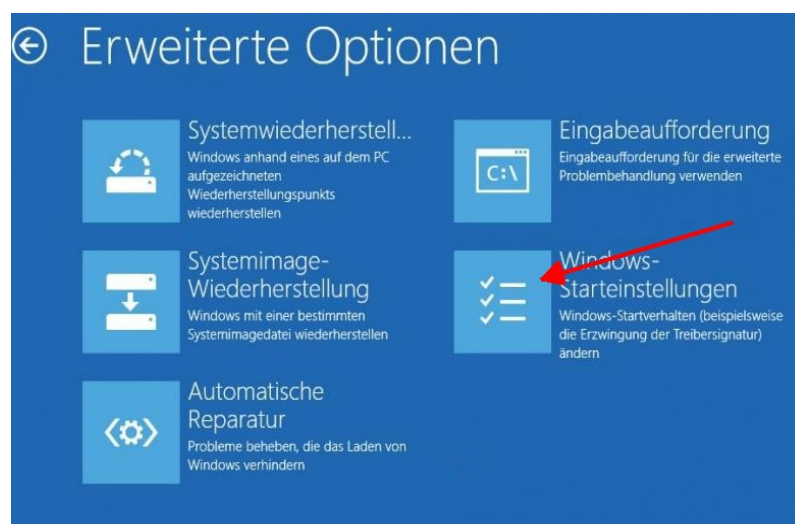 Erweiterte Optionen
Systemwiederherstell...
Windows anhand eines auf dem PC
aufgezeichneten
Wiederherstellungspunkts
wiederherstellen
Eingabeaufforderung
Eingabeaufforderung für die erweiterte
Problembehandlung verwenden
C:\
Systemimage-
Wiederherstellung
Windows mit einer bestimmten
Systemimagedatei wiederherstellen
Windows-
Starteinstellungen
Windows-Startverhalten (beispielsweise
die Erzwingung der Treibersignatur)
ändern
Automatische
Reparatur
Probleme beheben, die das Laden von
Windows verhindern